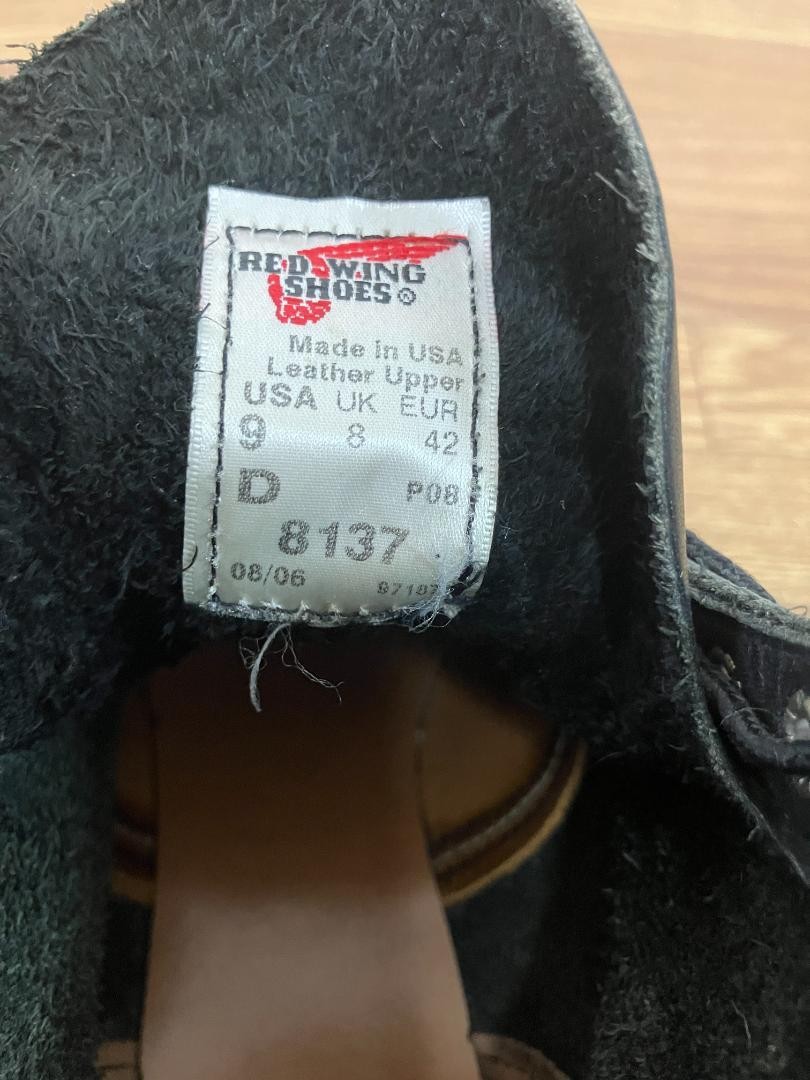 RED WING
SHOES®
Made in USA
Leather Upper
USA UK EUR
9 8 42
D P08
8137
08/06